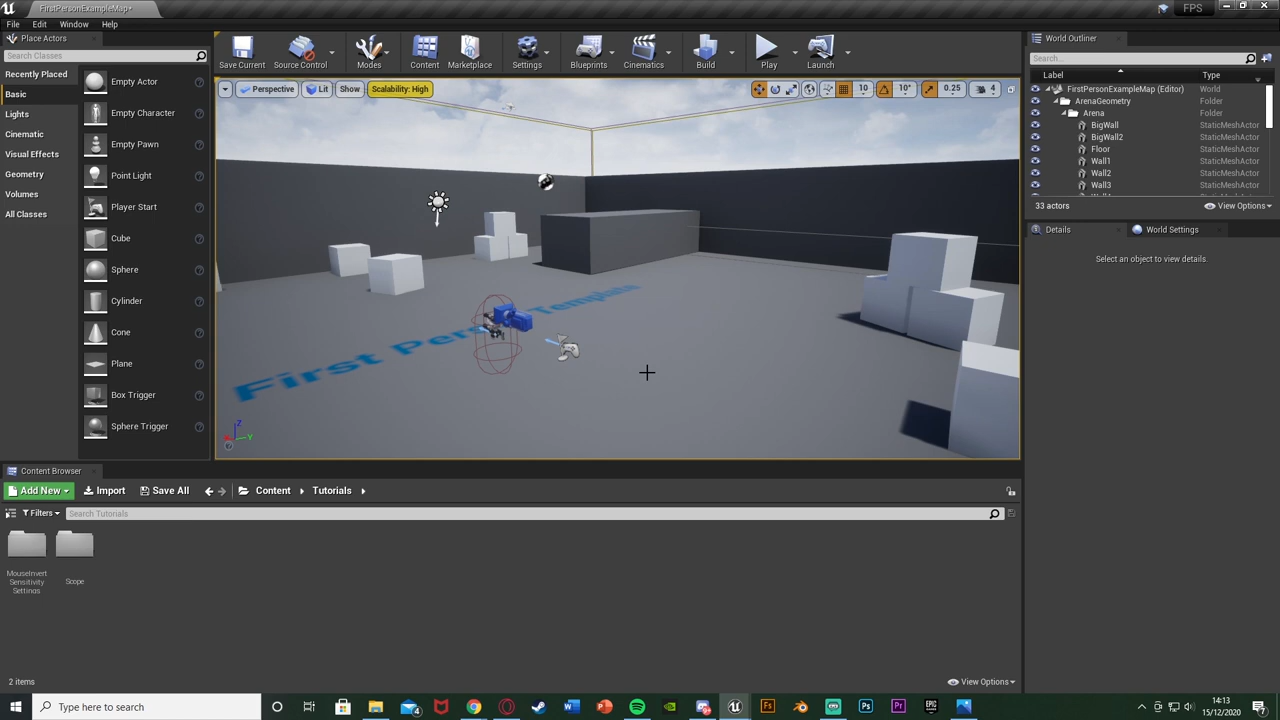 FirstPersonExampleMap*
FPS
File Edit Window Help
Place Actors
Search Classes
Recently Placed
Basic
Lights
Cinematic
Visual Effects
Geometry
Volumes
All Classes
Empty Actor
Empty Character
Empty Pawn
Point Light
Player Start
Cube
Sphere
Cylinder
Cone
Plane
Box Trigger
Sphere Trigger
Save Current
Source Control
Modes
Content
Marketplace
Settings
Blueprints
Cinematics
Build
Play
Launch
Perspective Lit Show Scalability: High
10 10° 0.25 4
First Person Template
Z
Y
World Outliner
Search...
Label Type
FirstPersonExampleMap (Editor) World
ArenaGeometry Folder
Arena Folder
BigWall StaticMeshActor
BigWall2 StaticMeshActor
Floor StaticMeshActor
Wall1 StaticMeshActor
Wall2 StaticMeshActor
Wall3 StaticMeshActor
33 actors View Options
Details World Settings
Select an object to view details.
Content Browser
Add New Import Save All Content Tutorials
Filters Search Tutorials
MouseInvert
Sensitivity
Settings
Scope
2 items View Options
Type here to search
14:13
15/12/2020